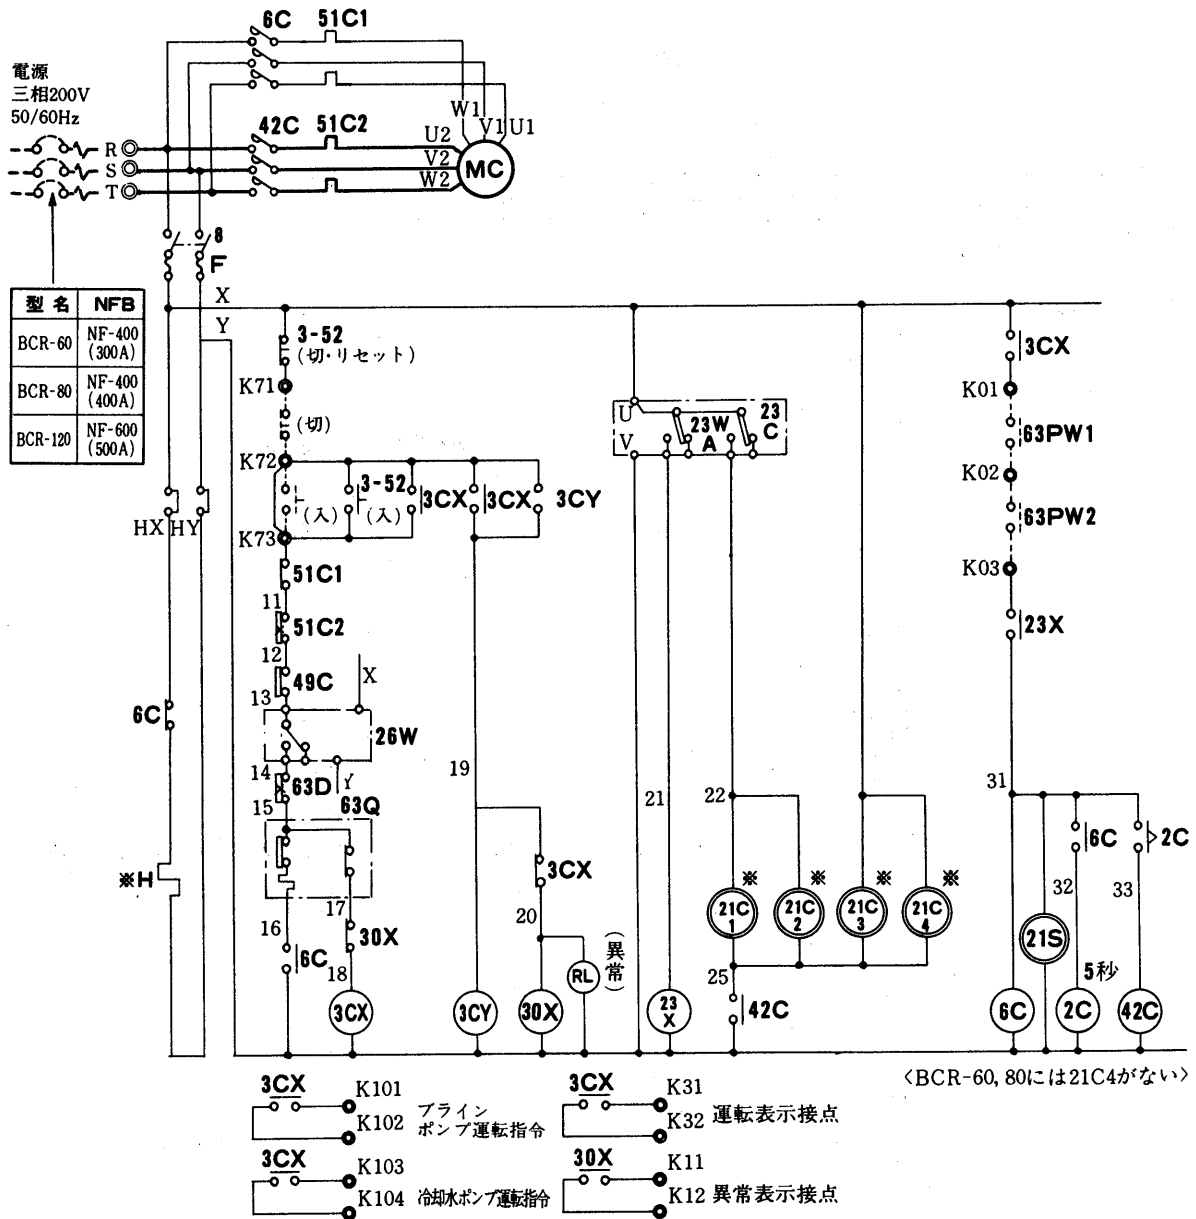 6C 51C1
電源
三相200V
50/60Hz
W1
V1 U1
42C 51C2 U2
R
S
T
V2
W2
MC
8
F
X
Y
型名 NFB
BCR-60 NF-400 (300A)
BCR-80 NF-400 (400A)
BCR-120 NF-600 (500A)
3-52
(切・リセット)
K71
(切)
K72
3-52
(入)
(入)
3CX
3CX
3CY
K73
HX HY
51C1
11
51C2
12
49C
13
X
26W
14
63D
Y
15
63Q
6C
※H
16
17
30X
6C
18
3CX
19
3CX
20
RL
(異常)
3CY
30X
U
V
23W
A
23
C
21
22
23
X
※ ※ ※ ※
21C
1
21C
2
21C
3
21C
4
25
42C
3CX
K01
63PW1
K02
63PW2
K03
23X
31
6C
2C
32
33
21S
5秒
6C
2C
42C
〈BCR-60, 80には21C4がない〉
3CX K101
K102 ブライン
ポンプ運転指令
3CX K31
K32 運転表示接点
3CX K103
K104 冷却水ポンプ運転指令
30X K11
K12 異常表示接点